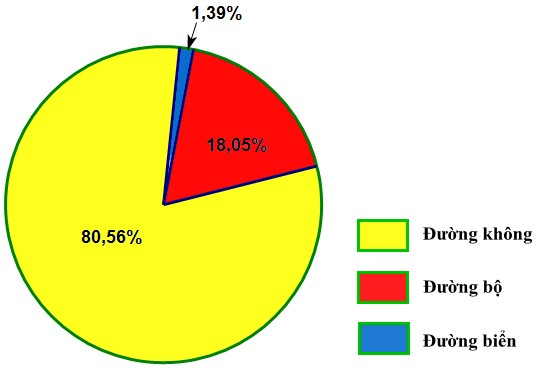 1,39%
18,05%
80,56%
Đường không
Đường bộ
Đường biển